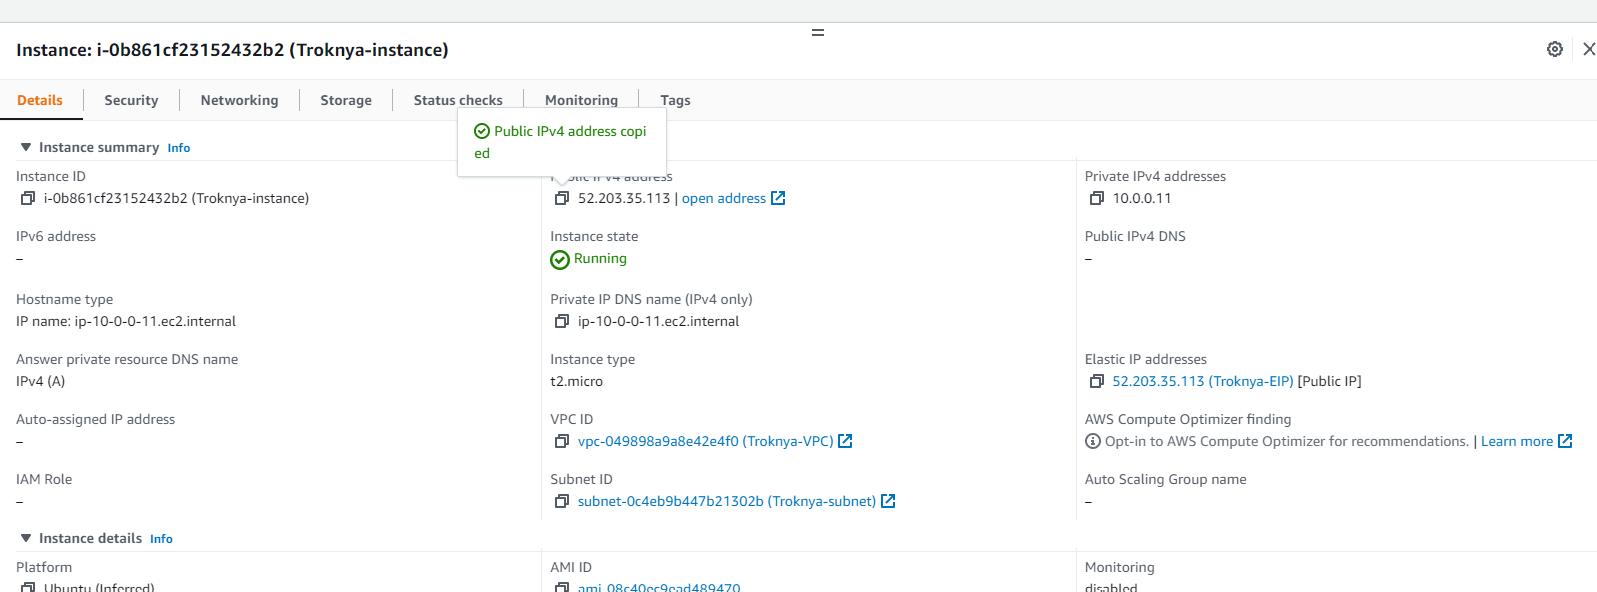 Instance: i-0b861cf23152432b2 (Troknya-instance)
Details
Security
Networking
Storage
Status checks
Monitoring
Tags
Public IPv4 address copi
ed
Instance summary Info
Instance ID
i-0b861cf23152432b2 (Troknya-instance)
Public IPv4 address
52.203.35.113 | open address
Private IPv4 addresses
10.0.0.11
IPv6 address
–
Instance state
Running
Public IPv4 DNS
–
Hostname type
IP name: ip-10-0-0-11.ec2.internal
Private IP DNS name (IPv4 only)
ip-10-0-0-11.ec2.internal
Answer private resource DNS name
IPv4 (A)
Instance type
t2.micro
Elastic IP addresses
52.203.35.113 (Troknya-EIP) [Public IP]
Auto-assigned IP address
–
VPC ID
vpc-049898a9a8e42e4f0 (Troknya-VPC)
AWS Compute Optimizer finding
Opt-in to AWS Compute Optimizer for recommendations. | Learn more
IAM Role
–
Subnet ID
subnet-0c4eb9b447b21302b (Troknya-subnet)
Auto Scaling Group name
–
Instance details Info
Platform
Ubuntu (Inferred)
AMI ID
ami-08c40ec9ead489470
Monitoring
disabled